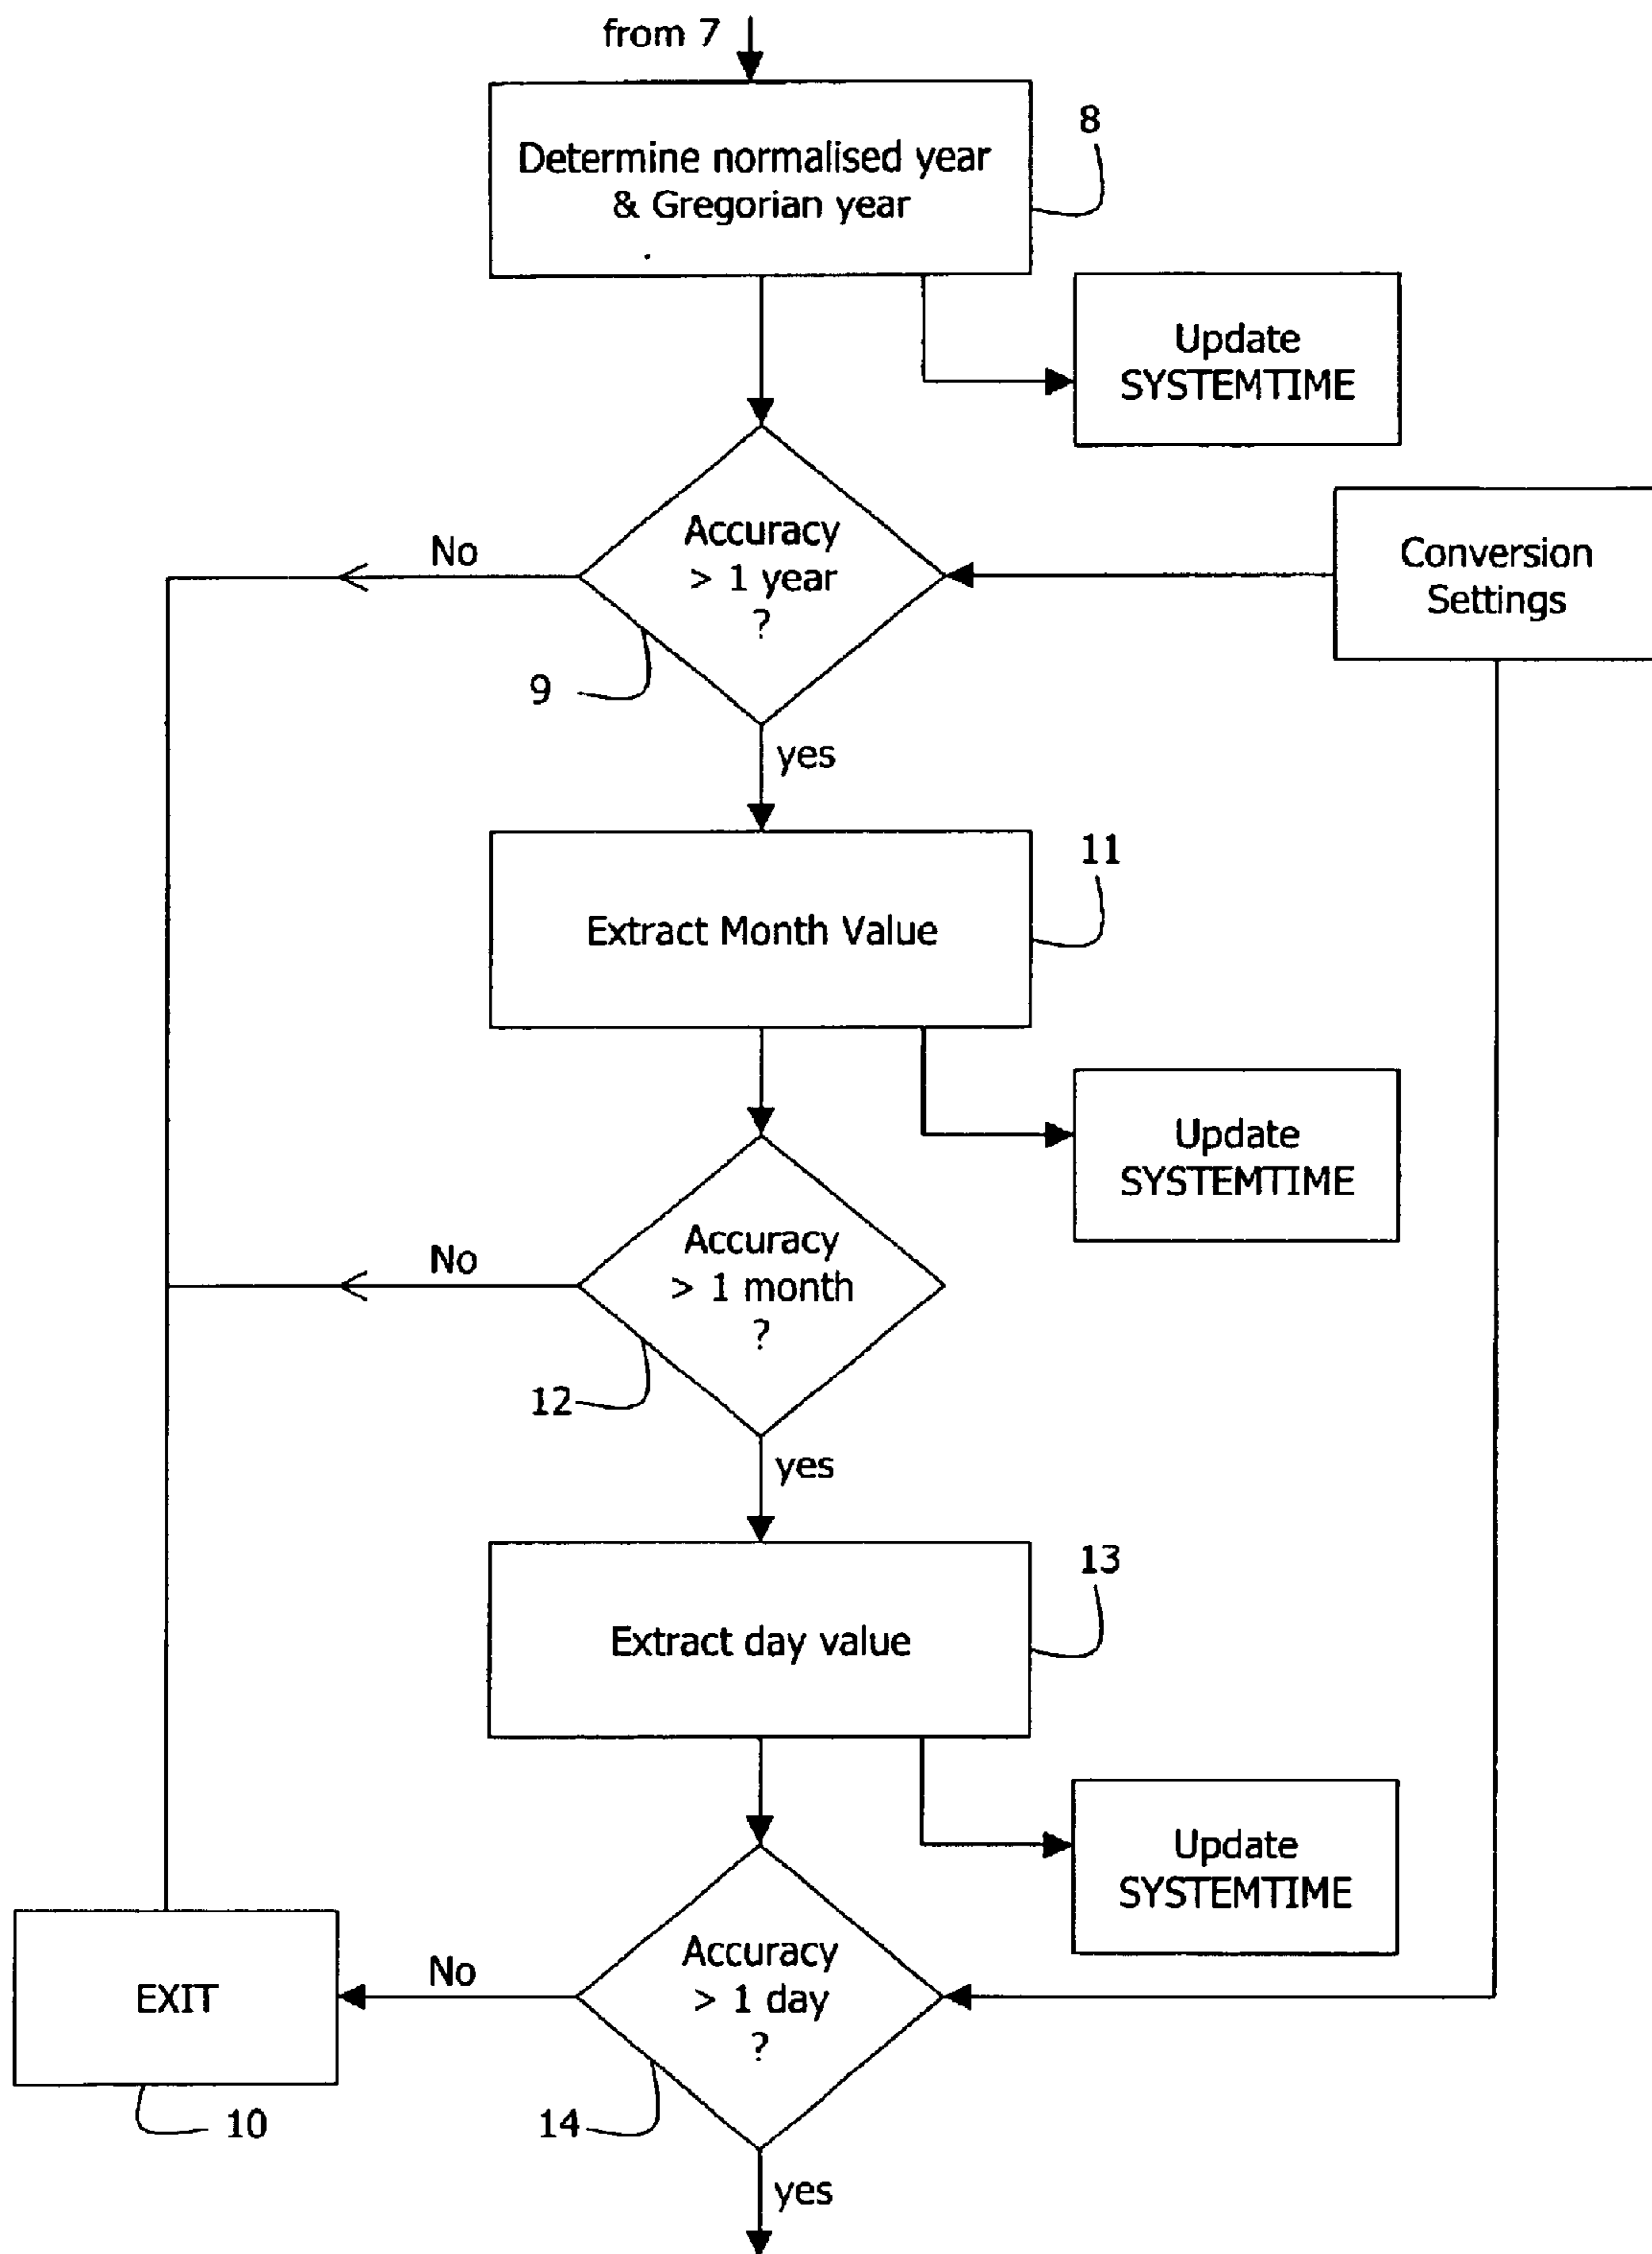 from 7
Determine normalised year
& Gregorian year
8
Update
SYSTEMTIME
Accuracy
> 1 year
?
No
Conversion
Settings
9
yes
Extract Month Value
11
Update
SYSTEMTIME
Accuracy
> 1 month
?
No
12
yes
Extract day value
13
Update
SYSTEMTIME
Accuracy
> 1 day
?
No
EXIT
10
14
yes